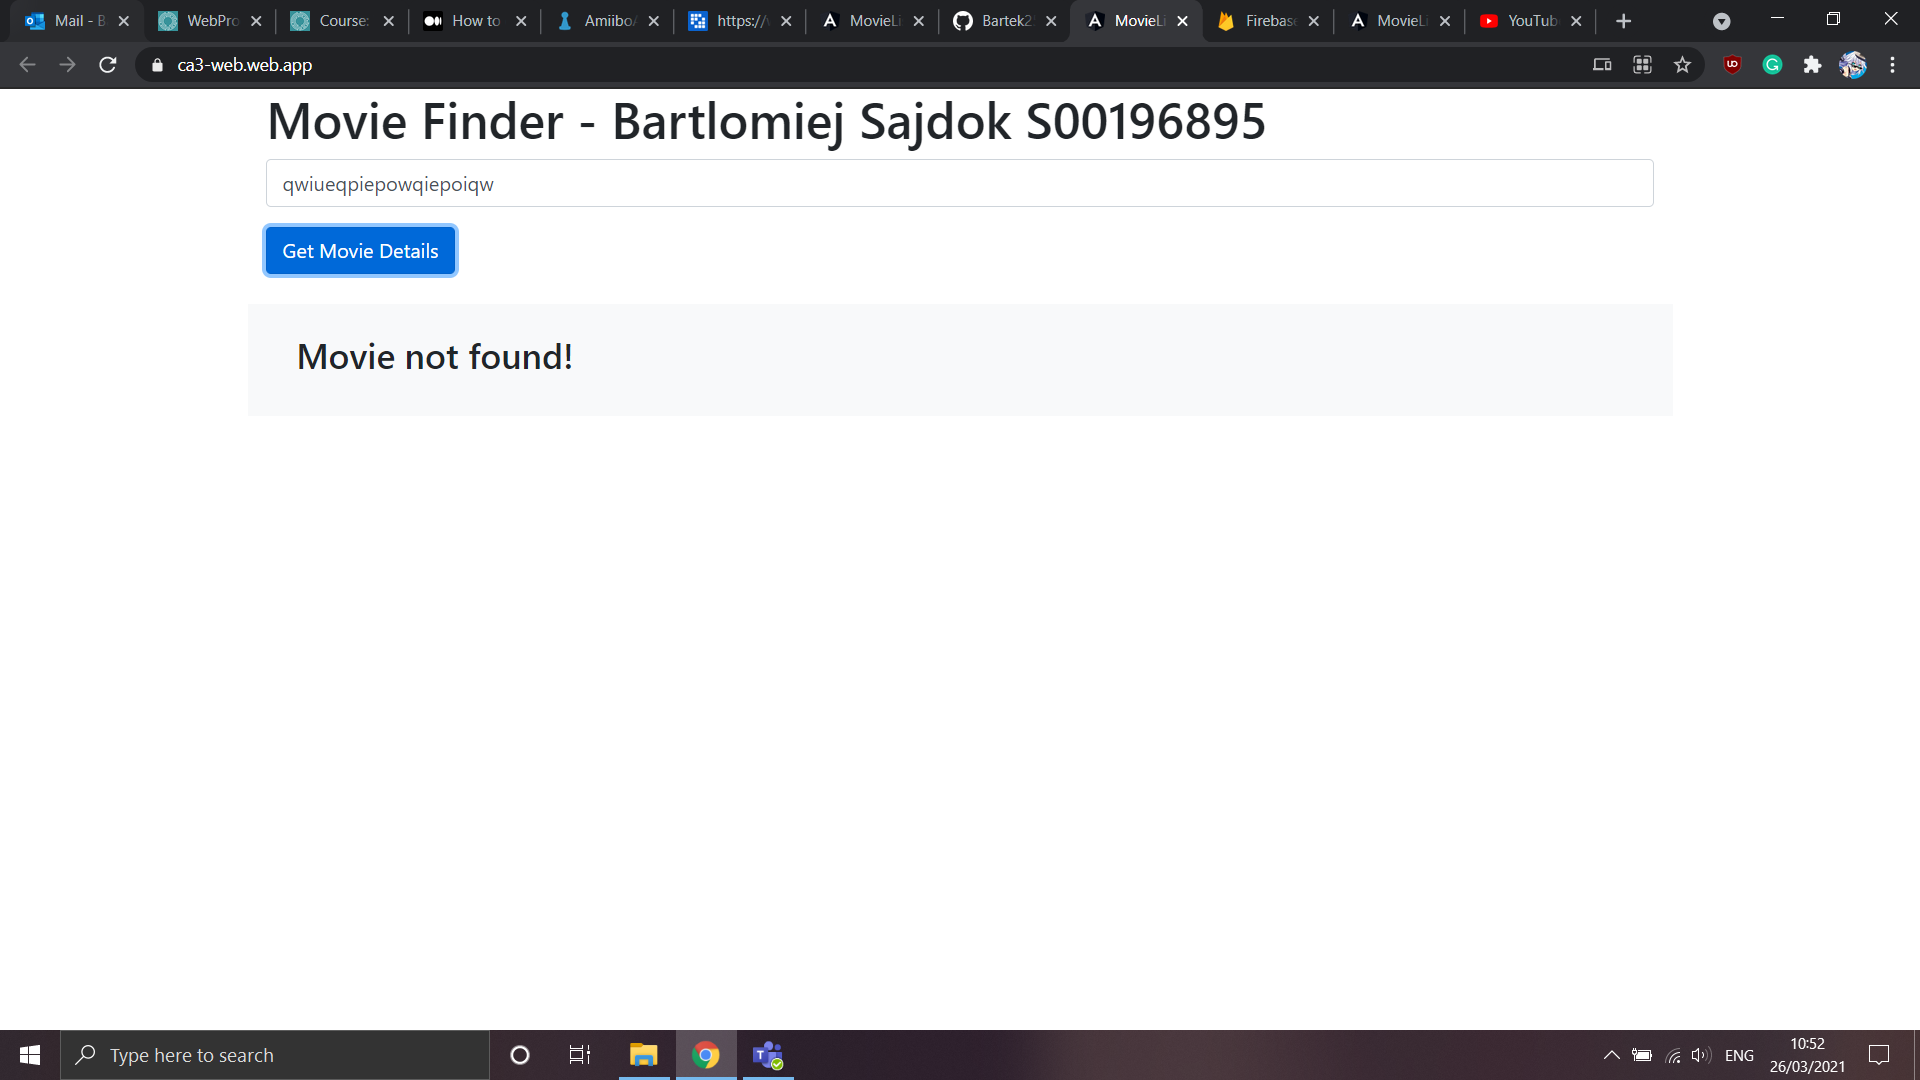 Mail - B
WebPro
Course:
How to
Amiibo
https://
MovieLi
Bartek2
MovieLi
Firebase
MovieLi
YouTub
ca3-web.web.app
Movie Finder - Bartlomiej Sajdok S00196895
qwiueqpiepowqiepoiqw
Get Movie Details
Movie not found!
Type here to search
ENG
10:52
26/03/2021